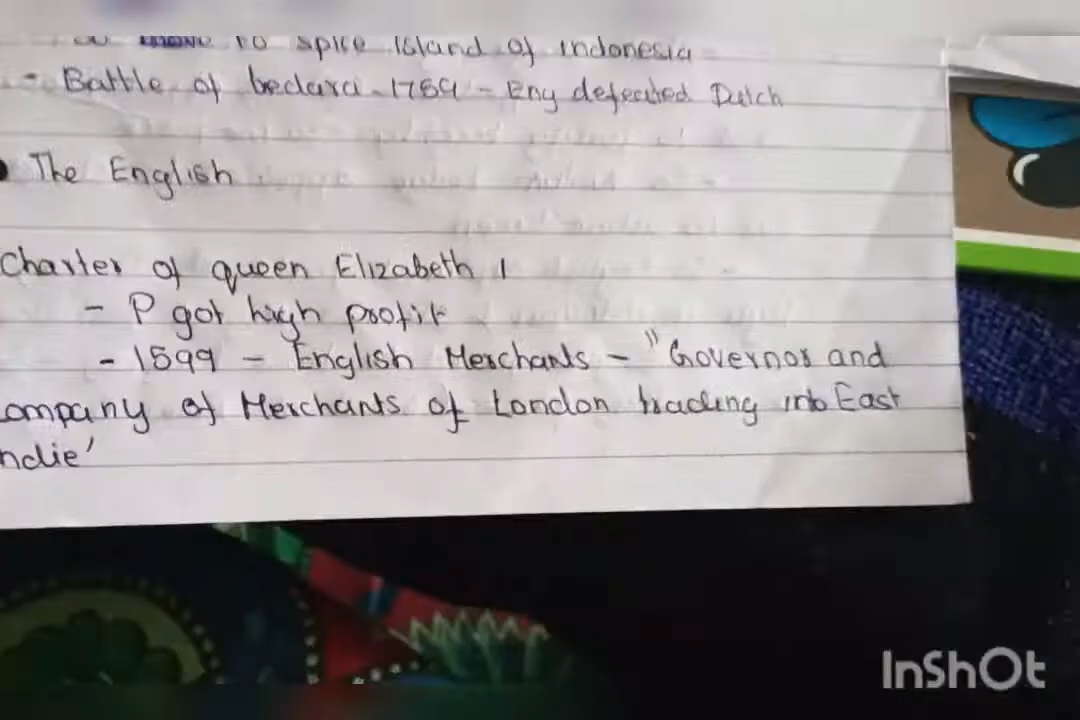 to spice Island of indonesia
- Battle of bedara 1759 - Eng defeated Dutch
The English
Charter of queen Elizabeth 1
- P got high profit
- 1599 - English Merchants - "Governor and
ompany of Merchants of London trading into East
ndie'
InShOt